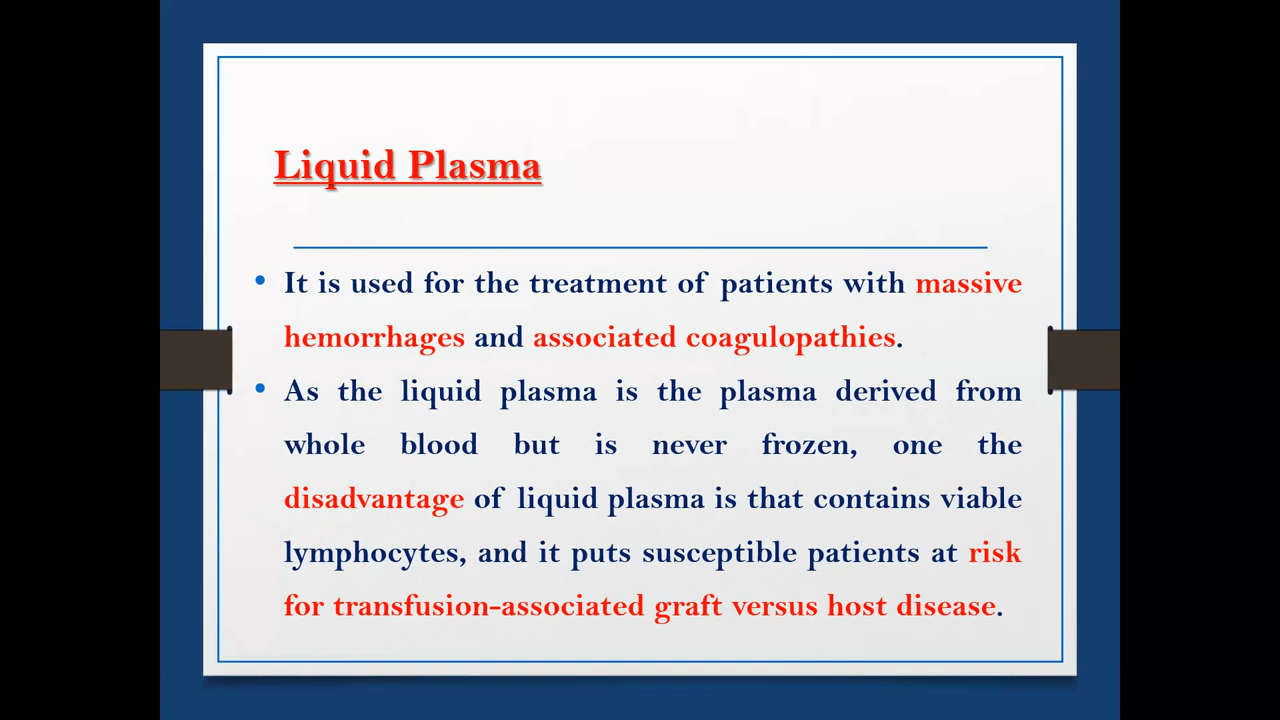 Liquid Plasma
• It is used for the treatment of patients with massive
hemorrhages and associated coagulopathies.
• As the liquid plasma is the plasma derived from
whole blood but is never frozen, one the
disadvantage of liquid plasma is that contains viable
lymphocytes, and it puts susceptible patients at risk
for transfusion-associated graft versus host disease.